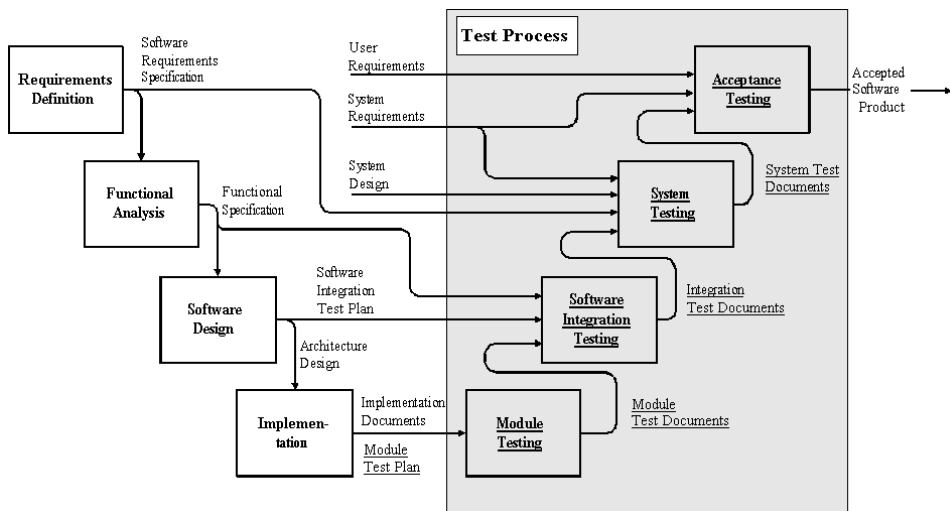 Test Process
Requirements
Definition
Software
Requirements
Specification
User
Requirements
System
Requirements
Acceptance
Testing
Accepted
Software
Product
Functional
Analysis
Functional
Specification
System
Design
System
Testing
System Test
Documents
Software
Design
Software
Integration
Test Plan
Software
Integration
Testing
Integration
Test Documents
Architecture
Design
Implemen-
tation
Implementation
Documents
Module
Test Plan
Module
Testing
Module
Test Documents